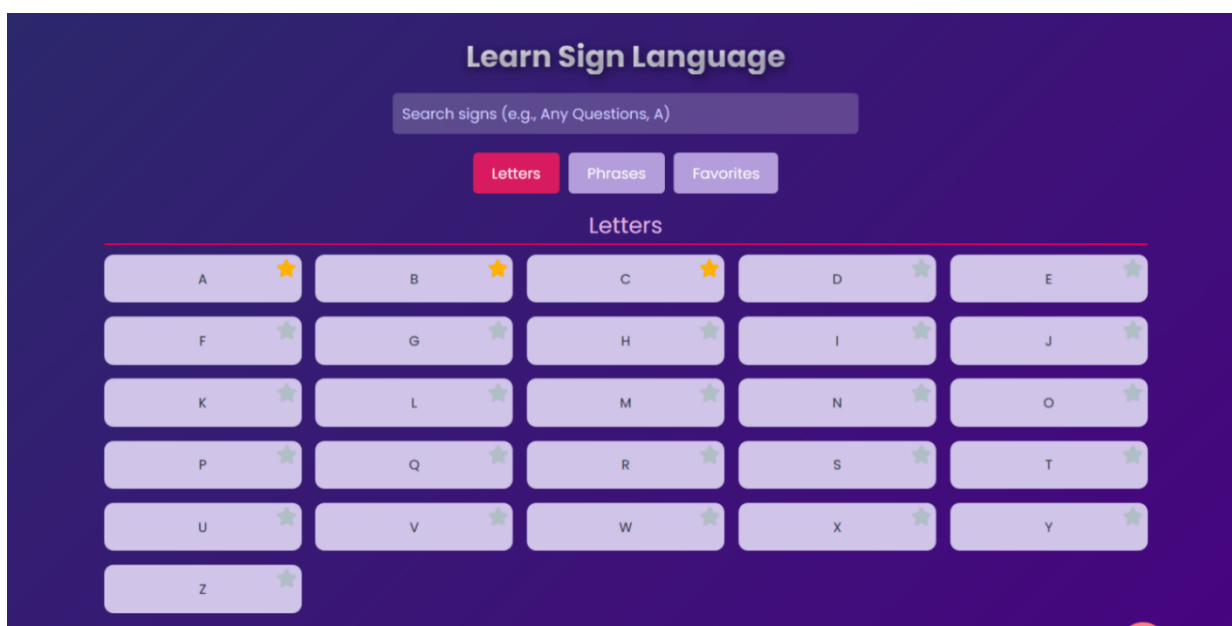 Learn Sign Language
Search signs (e.g., Any Questions, A)
Letters Phrases Favorites
Letters
A B C D E
F G H I J
K L M N O
P Q R S T
U V W X Y
Z